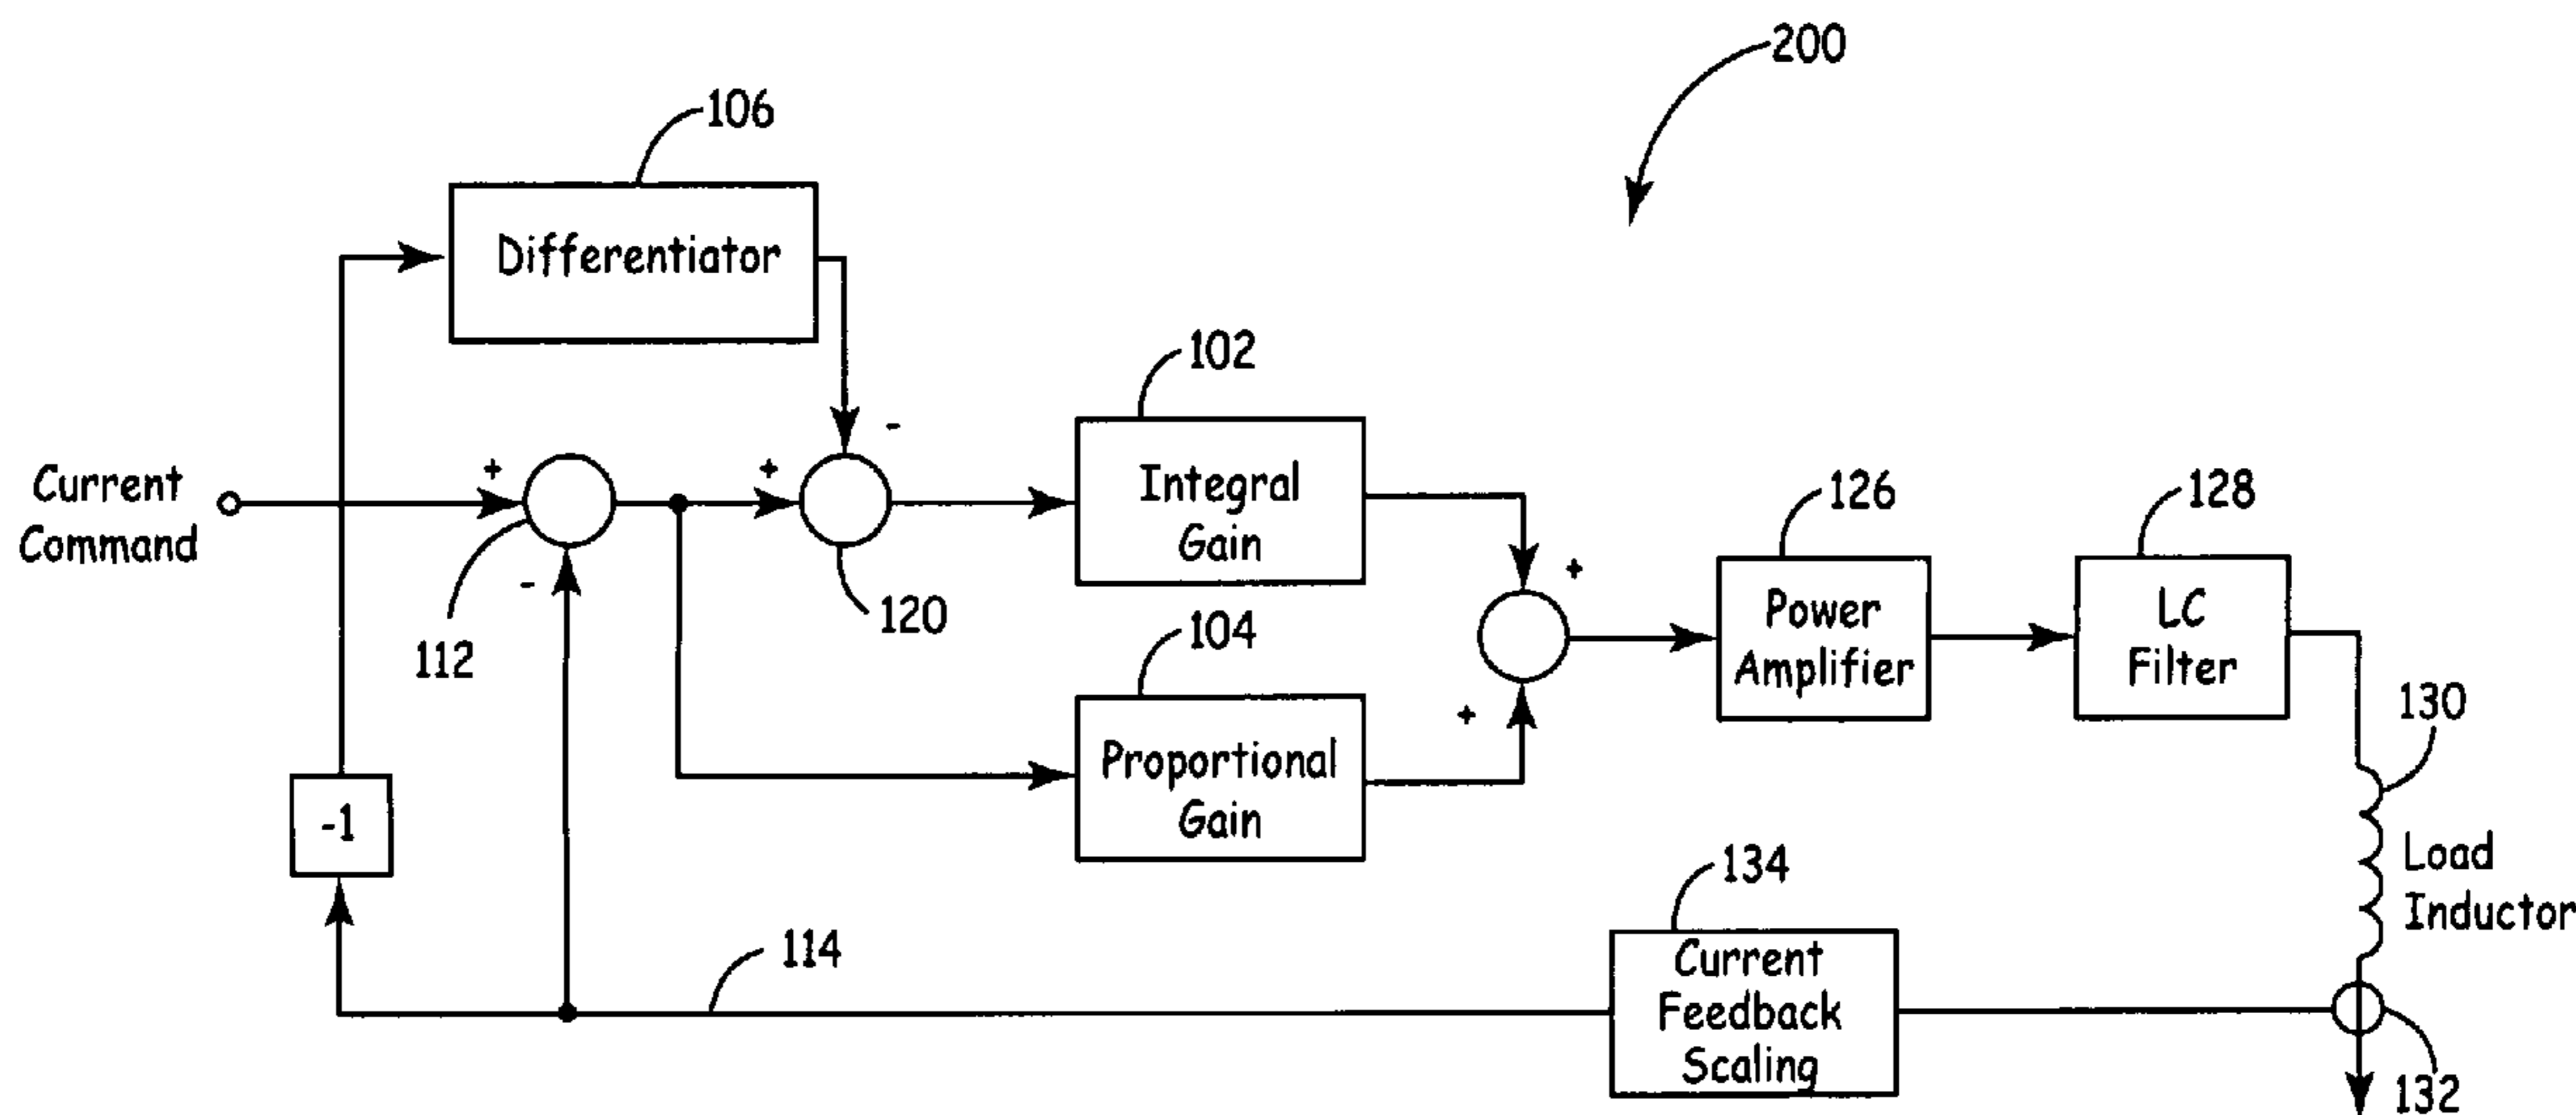 200
106
Differentiator
-
102
Integral
Gain
Current
Command
+
+
-
112
120
104
Proportional
Gain
+
+
126
Power
Amplifier
128
LC
Filter
130
Load
Inductor
-1
114
134
Current
Feedback
Scaling
132